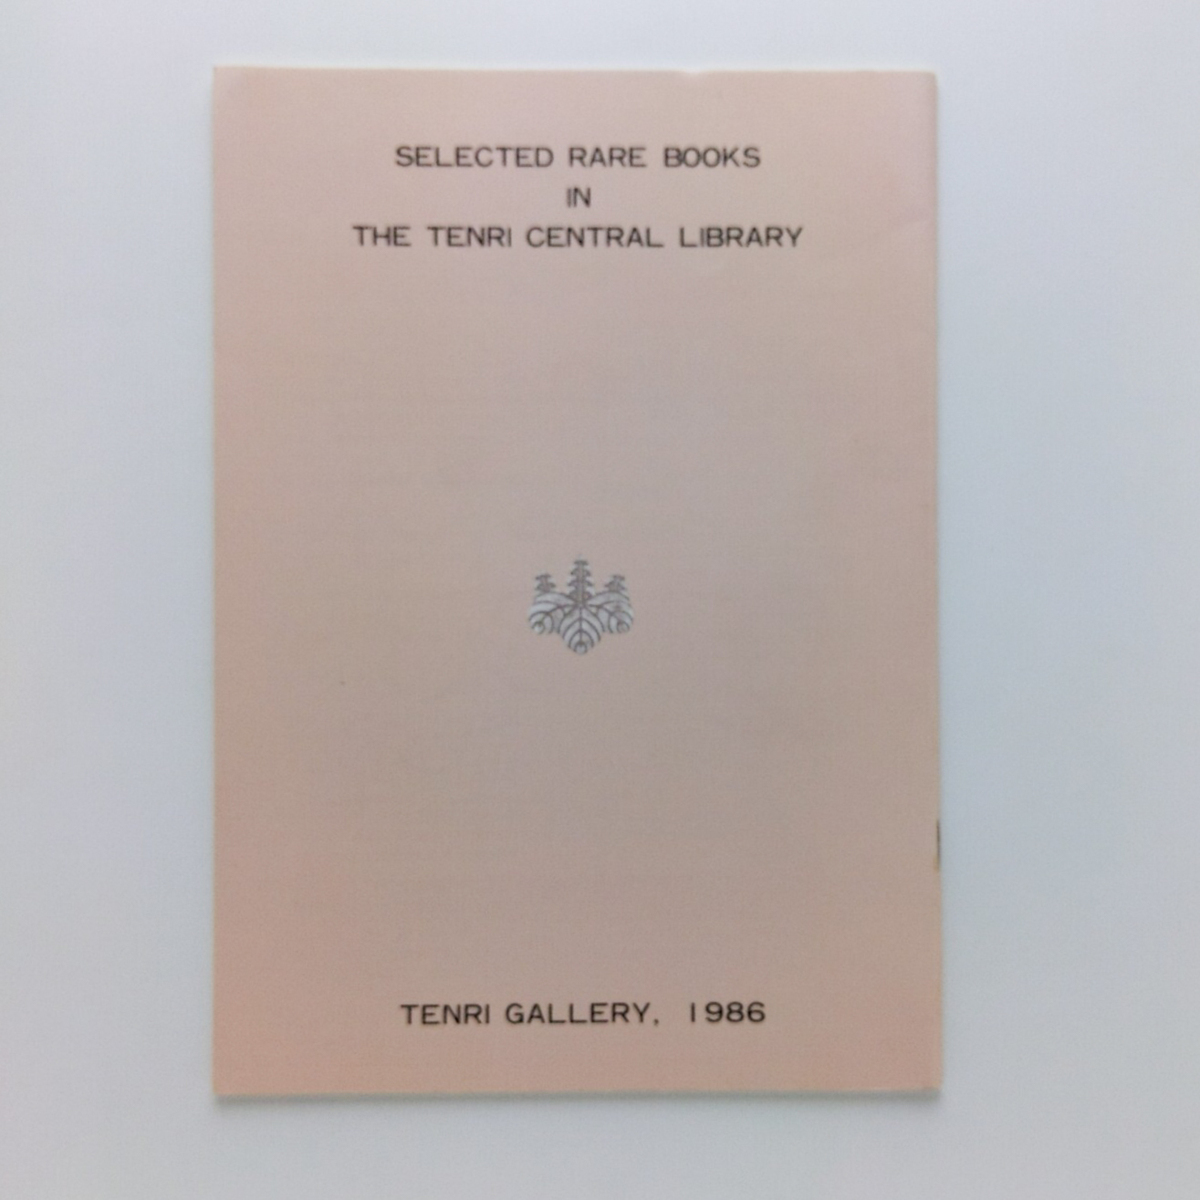 SELECTED RARE BOOKS
IN
THE TENRI CENTRAL LIBRARY
TENRI GALLERY, 1986